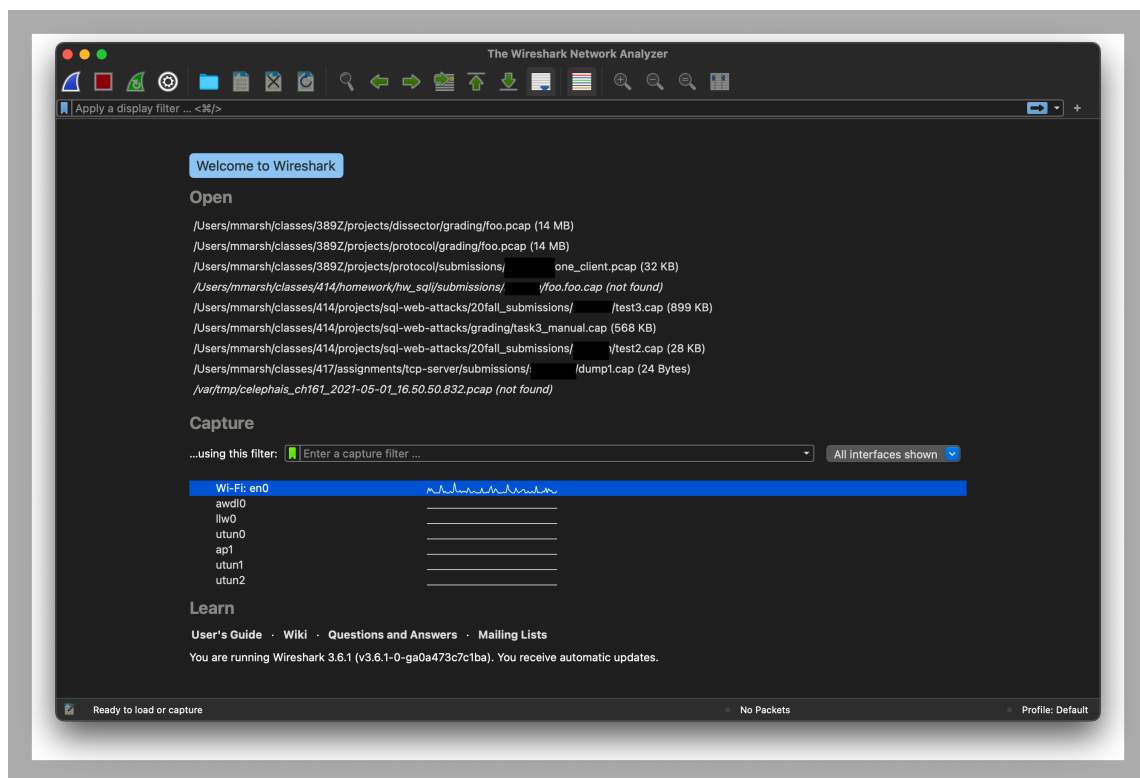 The Wireshark Network Analyzer
Apply a display filter ... <⌘/>
+
Welcome to Wireshark
Open
/Users/mmarsh/classes/389Z/projects/dissector/grading/foo.pcap (14 MB)
/Users/mmarsh/classes/389Z/projects/protocol/grading/foo.pcap (14 MB)
/Users/mmarsh/classes/389Z/projects/protocol/submissions/ one_client.pcap (32 KB)
/Users/mmarsh/classes/414/homework/hw_sqli/submissions/ /foo.foo.cap (not found)
/Users/mmarsh/classes/414/projects/sql-web-attacks/20fall_submissions/ /test3.cap (899 KB)
/Users/mmarsh/classes/414/projects/sql-web-attacks/grading/task3_manual.cap (568 KB)
/Users/mmarsh/classes/414/projects/sql-web-attacks/20fall_submissions/ /test2.cap (28 KB)
/Users/mmarsh/classes/417/assignments/tcp-server/submissions/ /dump1.cap (24 Bytes)
/var/tmp/celephais_ch161_2021-05-01_16.50.50.832.pcap (not found)
Capture
...using this filter: Enter a capture filter ... All interfaces shown
Wi-Fi: en0
awdl0
llw0
utun0
ap1
utun1
utun2
Learn
User's Guide · Wiki · Questions and Answers · Mailing Lists
You are running Wireshark 3.6.1 (v3.6.1-0-ga0a473c7c1ba). You receive automatic updates.
Ready to load or capture No Packets Profile: Default